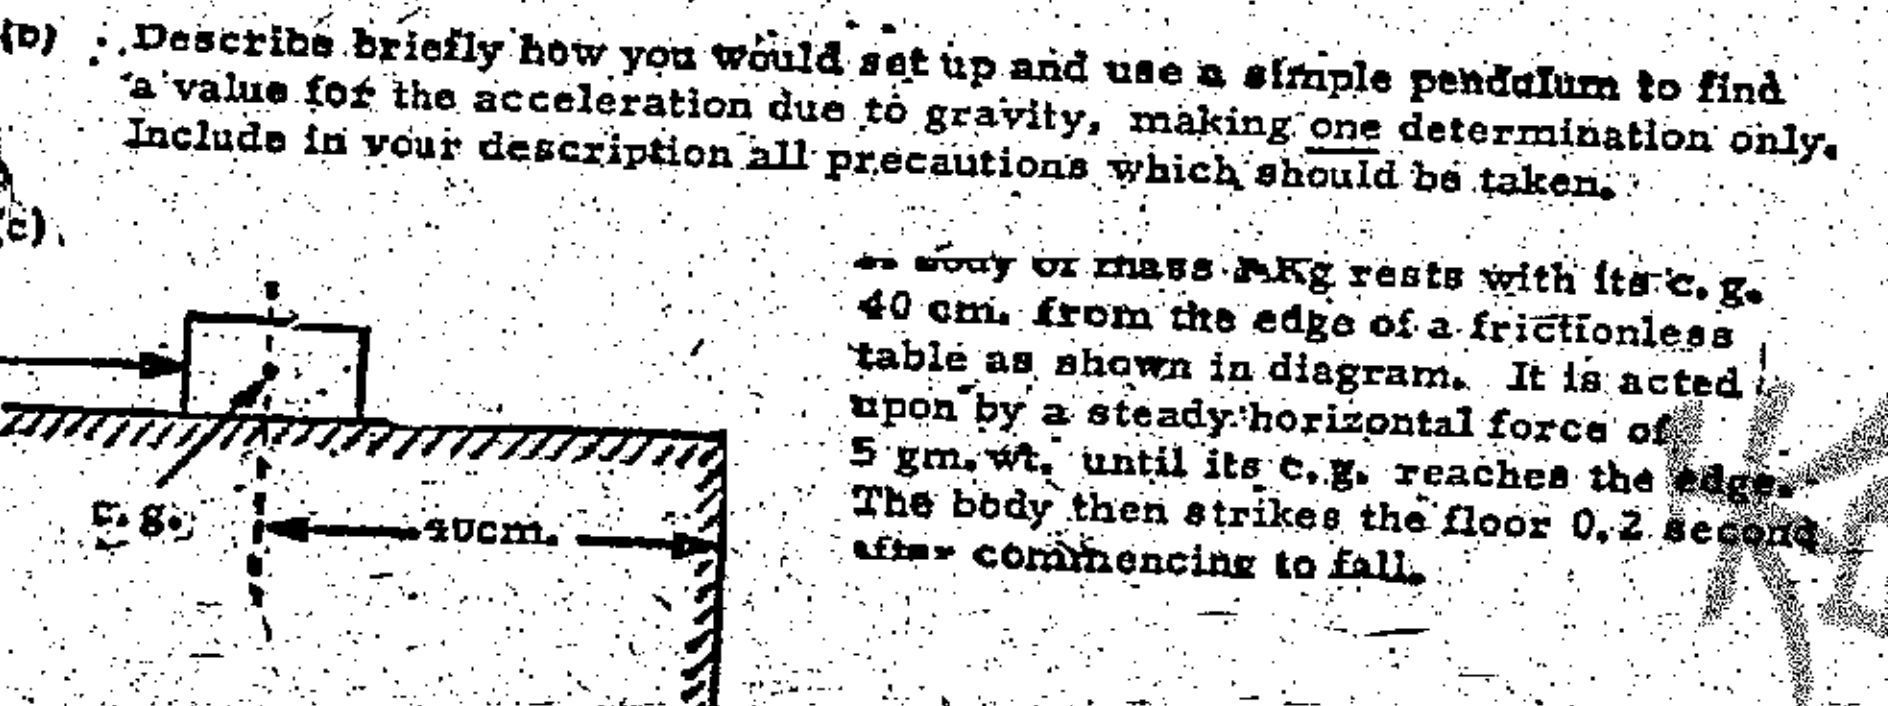 (b) Describe briefly how you would set up and use a simple pendulum to find
a value for the acceleration due to gravity, making one determination only.
Include in your description all precautions which should be taken.
(c)
body of mass Kg rests with its c.g.
40 cm. from the edge of a frictionless
table as shown in diagram. It is acted
upon by a steady horizontal force of
5 gm. wt. until its c.g. reaches the edge.
The body then strikes the floor 0.2 second
after commencing to fall.
c.g.
40cm.